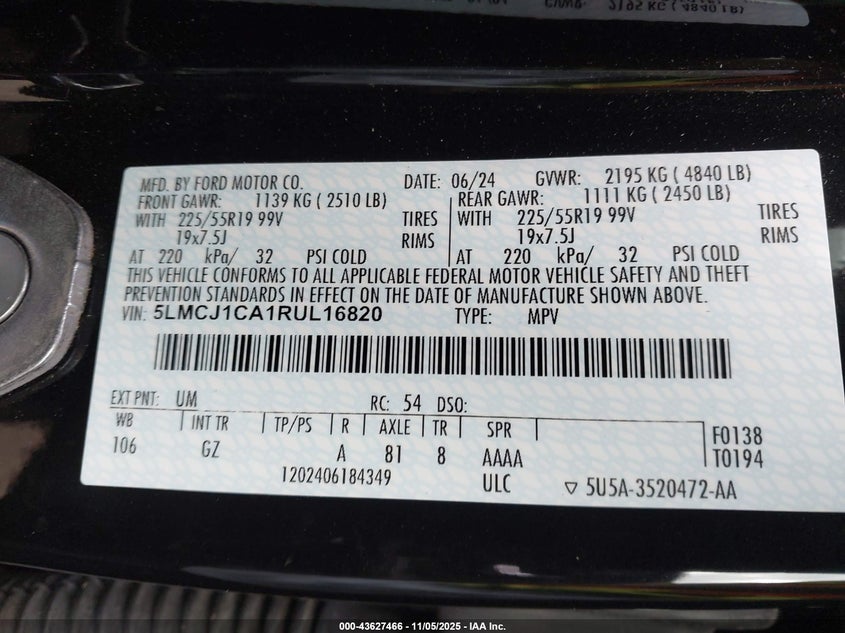 2195 KG ( 4840 LB)
MFD. BY FORD MOTOR CO. DATE: 06/24 GVWR: 2195 KG ( 4840 LB)
FRONT GAWR: 1139 KG ( 2510 LB) REAR GAWR: 1111 KG ( 2450 LB)
WITH 225/55R19 99V TIRES WITH 225/55R19 99V TIRES
19x7.5J RIMS 19x7.5J RIMS
AT 220 kPa/ 32 PSI COLD AT 220 kPa/ 32 PSI COLD
THIS VEHICLE CONFORMS TO ALL APPLICABLE FEDERAL MOTOR VEHICLE SAFETY AND THEFT
PREVENTION STANDARDS IN EFFECT ON THE DATE OF MANUFACTURE SHOWN ABOVE.
VIN: 5LMCJ1CA1RUL16820 TYPE: MPV
EXT PNT: UM RC: 54 DSO:
WB INT TR TP/PS R AXLE TR SPR F0138
106 GZ A 81 8 AAAA T0194
1202406184349 ULC ▽ 5U5A-3520472-AA
000-43627466 - 11/05/2025 - IAA Inc.